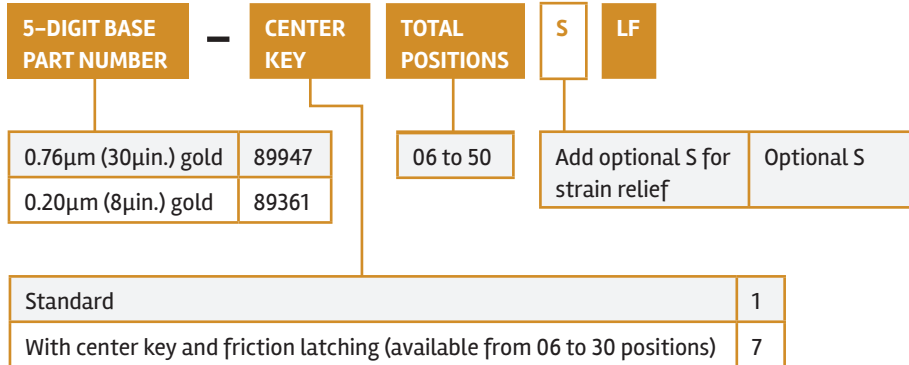 5-DIGIT BASE
PART NUMBER
–
CENTER
KEY
TOTAL
POSITIONS
S
LF
0.76µm (30µin.) gold 89947
0.20µm (8µin.) gold 89361
06 to 50
Add optional S for
strain relief
Optional S
Standard 1
With center key and friction latching (available from 06 to 30 positions) 7